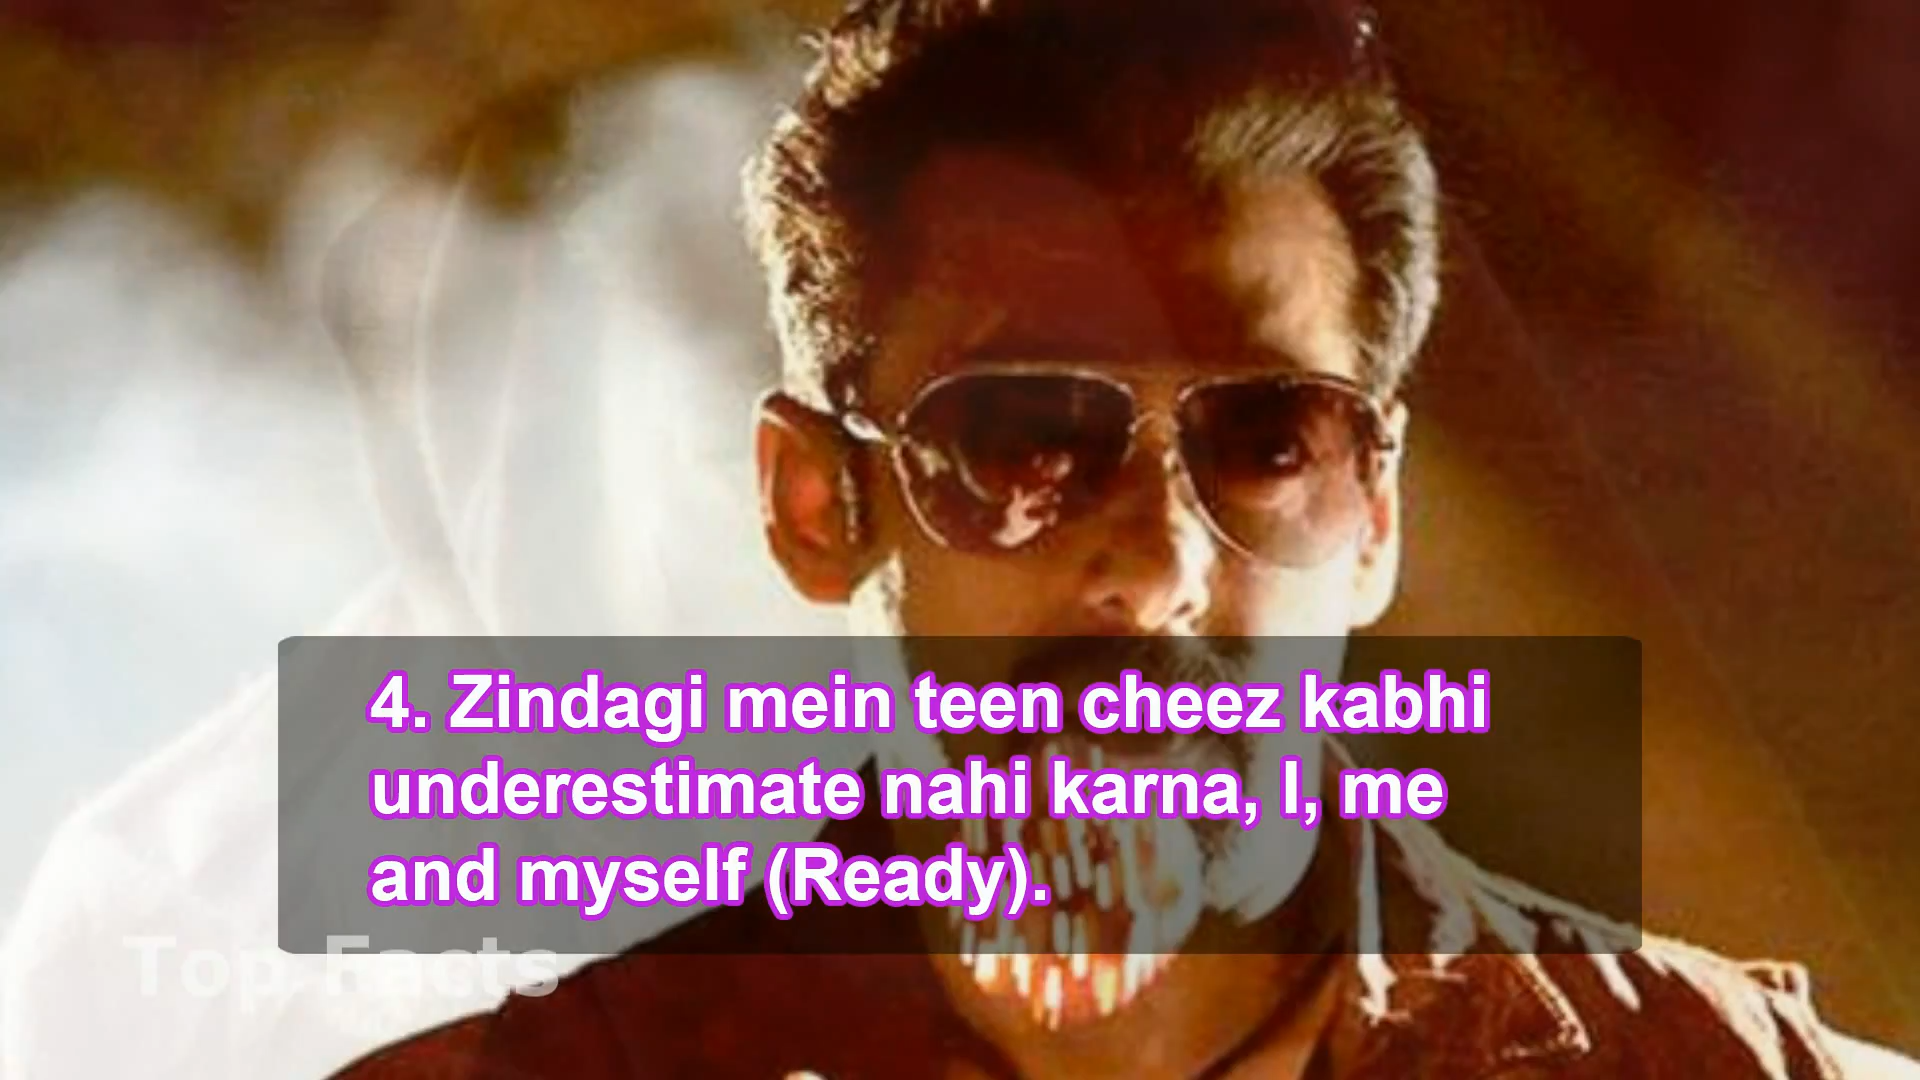 4. Zindagi mein teen cheez kabhi
underestimate nahi karna, I, me
and myself (Ready).
Top Facts